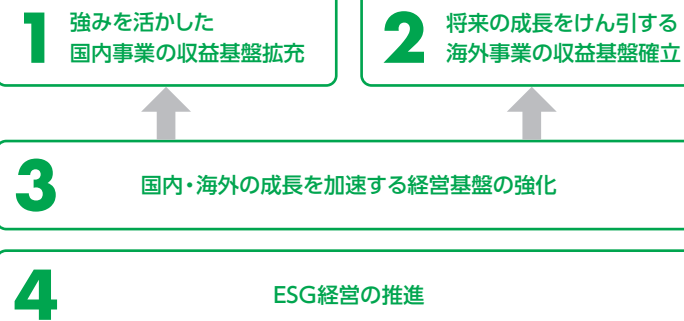 1
強みを活かした
国内事業の収益基盤拡充
2
将来の成長をけん引する
海外事業の収益基盤確立
3
国内・海外の成長を加速する経営基盤の強化
4
ESG経営の推進